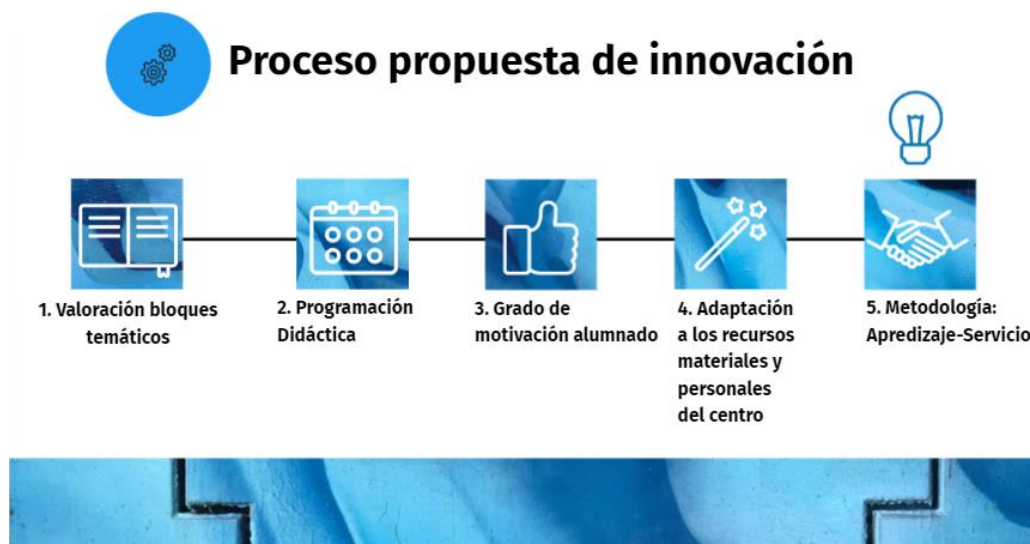 Proceso propuesta de innovación
1. Valoración bloques
temáticos
2. Programación
Didáctica
3. Grado de
motivación alumnado
4. Adaptación
a los recursos
materiales y
personales
del centro
5. Metodología:
Apredizaje-Servicio